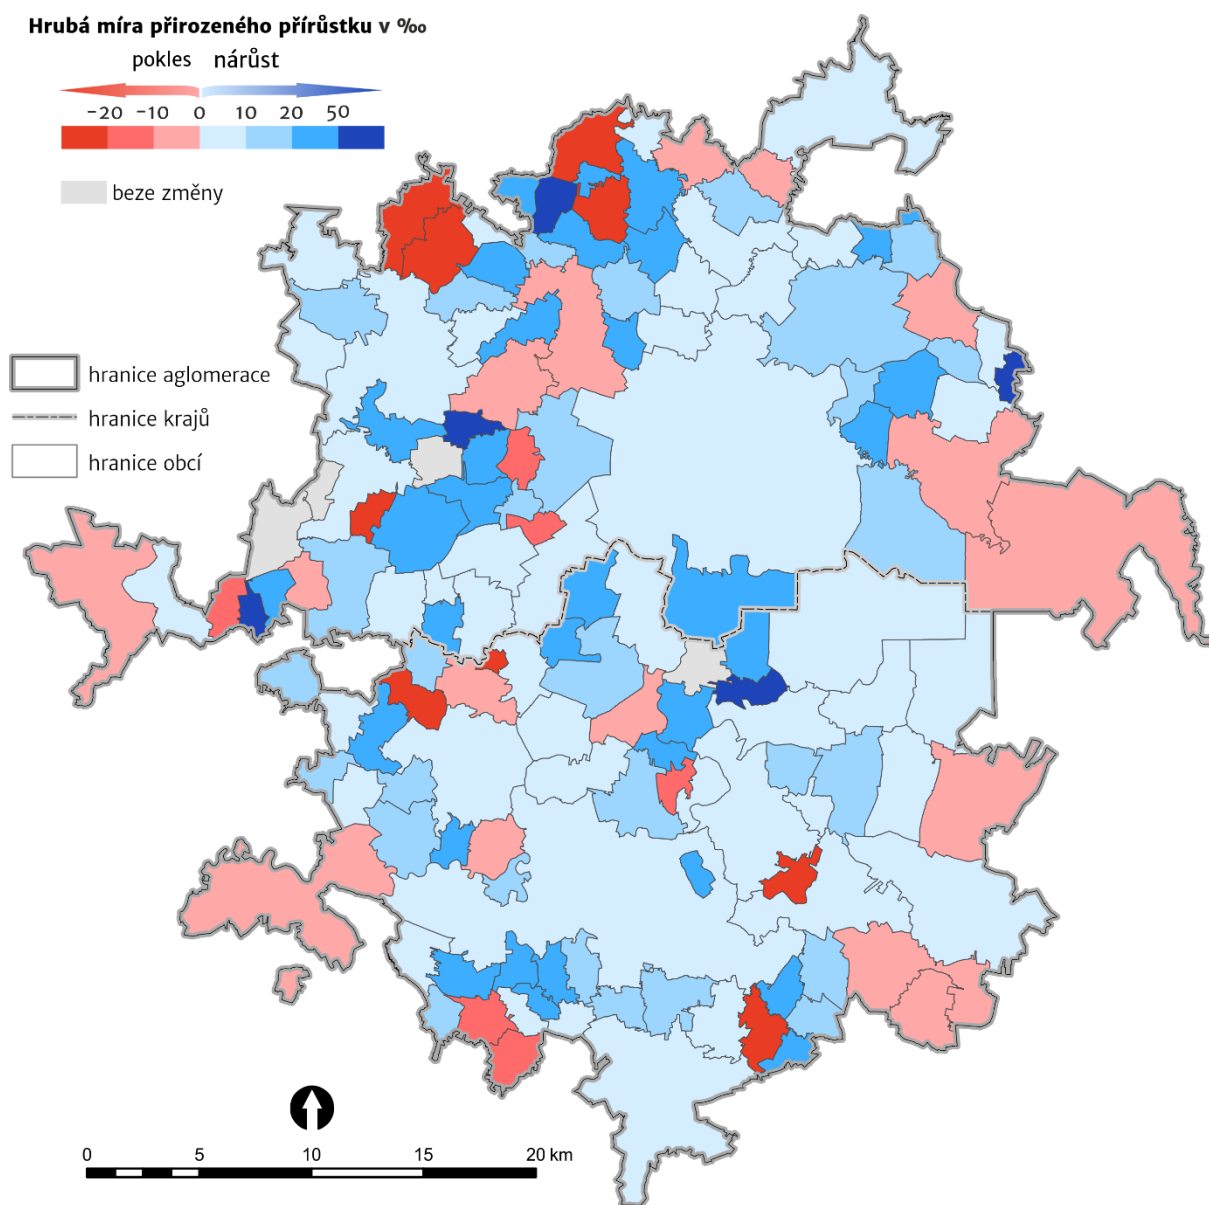 Hrubá míra přirozeného přírůstku v ‰
pokles nárůst
−20 −10 0 10 20 50
beze změny
hranice aglomerace
hranice krajů
hranice obcí
0 5 10 15 20 km